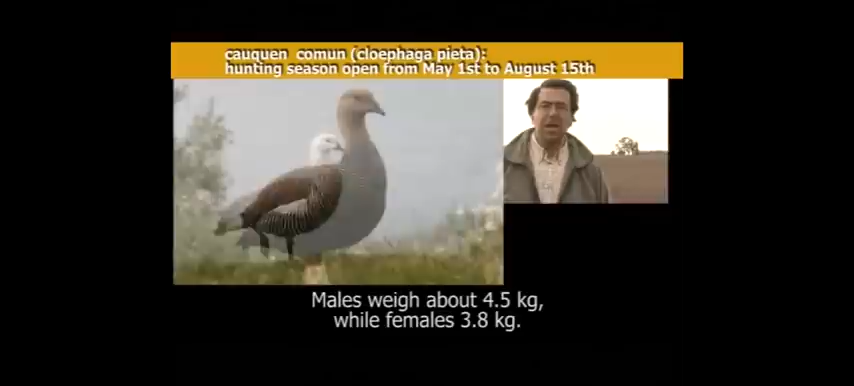 cauquen comun (cloephaga pieta):
hunting season open from May 1st to August 15th
Males weigh about 4.5 kg,
while females 3.8 kg.